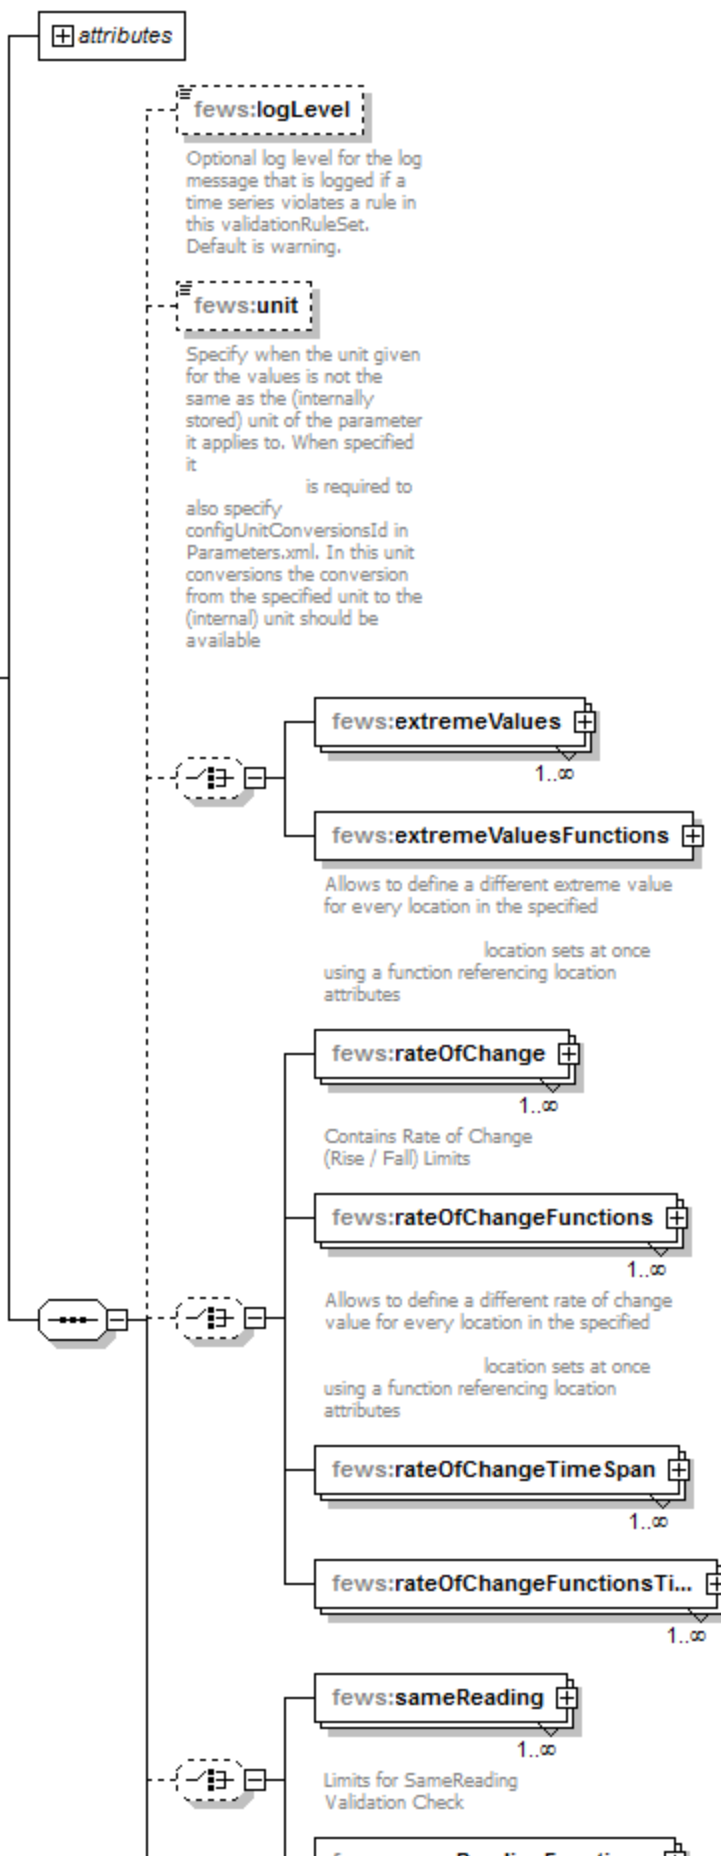 attributes
fews:logLevel
Optional log level for the log
message that is logged if a
time series violates a rule in
this validationRuleSet.
Default is warning.
fews:unit
Specify when the unit given
for the values is not the
same as the (internally
stored) unit of the parameter
it applies to. When specified
it
is required to
also specify
configUnitConversionsId in
Parameters.xml. In this unit
conversions the conversion
from the specified unit to the
(internal) unit should be
available
fews:extremeValues
1..∞
fews:extremeValuesFunctions
Allows to define a different extreme value
for every location in the specified
location sets at once
using a function referencing location
attributes
fews:rateOfChange
1..∞
Contains Rate of Change
(Rise / Fall) Limits
fews:rateOfChangeFunctions
1..∞
Allows to define a different rate of change
value for every location in the specified
location sets at once
using a function referencing location
attributes
fews:rateOfChangeTimeSpan
1..∞
fews:rateOfChangeFunctionsTi...
1..∞
fews:sameReading
1..∞
Limits for SameReading
Validation Check